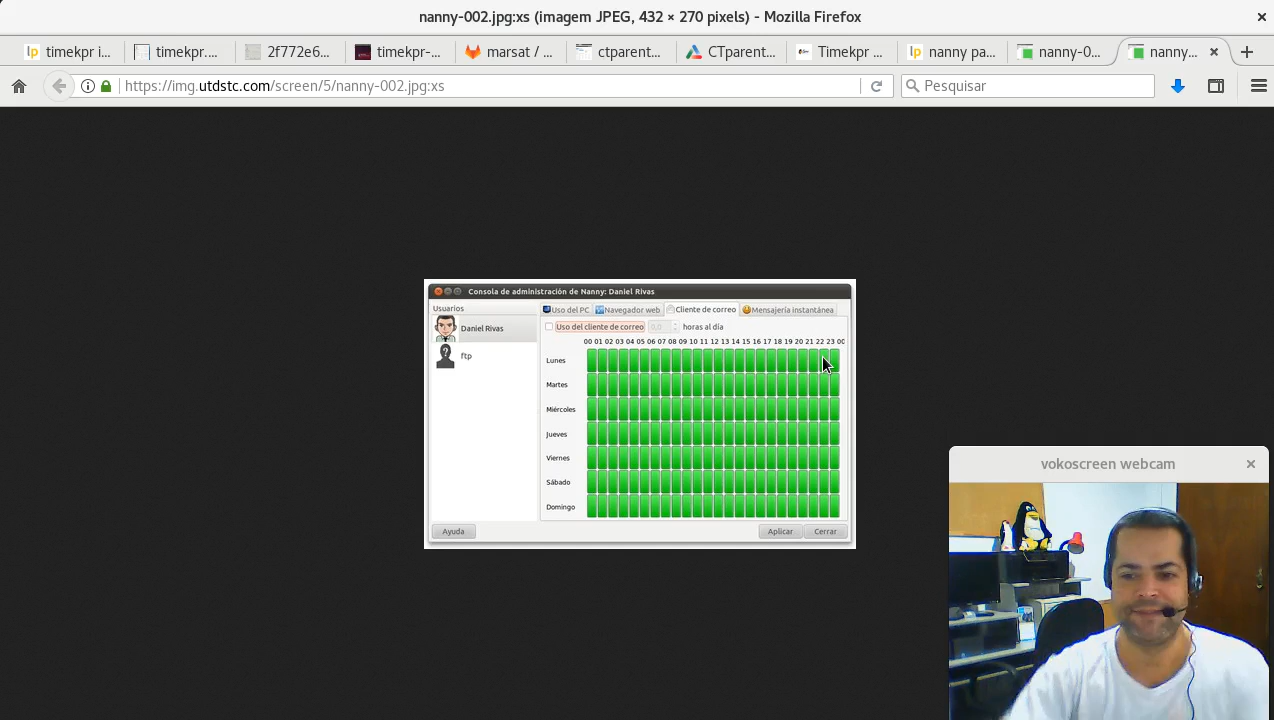 nanny-002.jpg:xs (imagem JPEG, 432 × 270 pixels) - Mozilla Firefox
timekpr i...
timekpr....
2f772e6...
timekpr-...
marsat / ...
ctparent...
CTparent...
Timekpr ...
nanny pa...
nanny-0...
nanny...
https://img.utdstc.com/screen/5/nanny-002.jpg:xs
Pesquisar
Consola de administración de Nanny: Daniel Rivas
Usuarios
Uso del PC
Navegador web
Cliente de correo
Mensajería instantánea
Daniel Rivas
Uso del cliente de correo 0,0 horas al día
00 01 02 03 04 05 06 07 08 09 10 11 12 13 14 15 16 17 18 19 20 21 22 23 00
ftp
Lunes
Martes
Miércoles
Jueves
Viernes
Sábado
Domingo
Ayuda
Aplicar
Cerrar
vokoscreen webcam